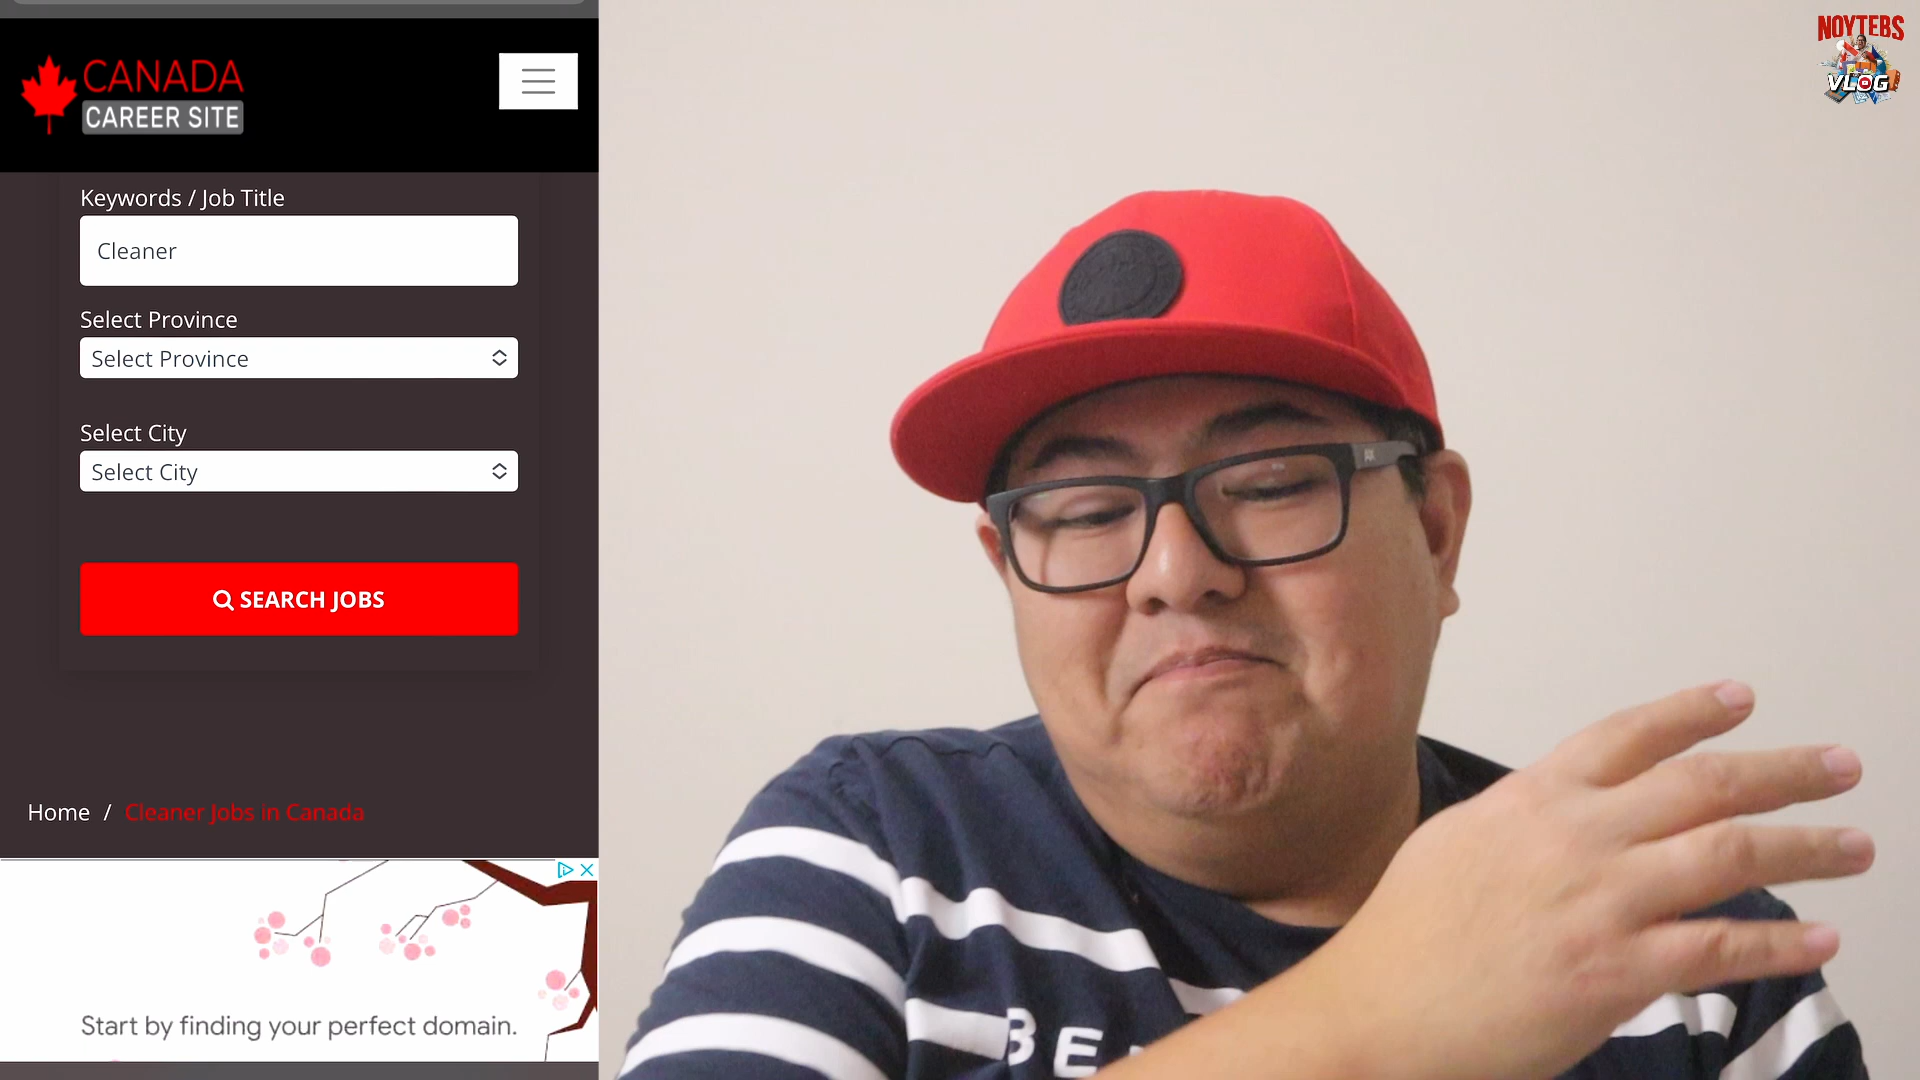 CANADA
CAREER SITE
Keywords / Job Title
Cleaner
Select Province
Select Province
Select City
Select City
SEARCH JOBS
Home / Cleaner Jobs in Canada
Start by finding your perfect domain.
NOYTEBS
VLOG
BE